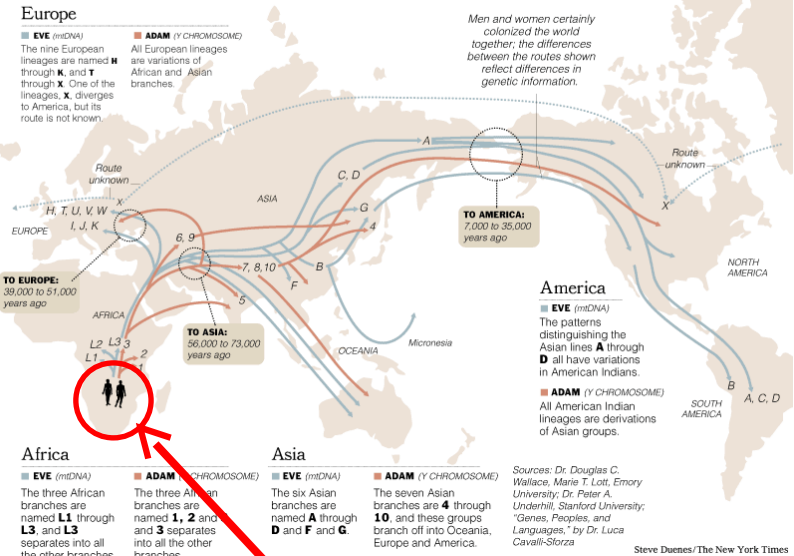 Europe
EVE (mtDNA)
The nine European
lineages are named H
through K, and T
through X. One of the
lineages, X, diverges
to America, but its
route is not known.
ADAM (Y CHROMOSOME)
All European lineages
are variations of
African and Asian
branches.
Men and women certainly
colonized the world
together; the differences
between the routes shown
reflect differences in
genetic information.
Route
unknown
X
H, T, U, V, W
I, J, K
EUROPE
ASIA
A
C, D
G
4
6, 9
7, 8, 10
B
F
5
Route
unknown
X
TO AMERICA:
7,000 to 35,000
years ago
NORTH
AMERICA
TO EUROPE:
39,000 to 51,000
years ago
AFRICA
TO ASIA:
56,000 to 73,000
years ago
L2 L3 3
L1
2
1
OCEANIA
Micronesia
America
EVE (mtDNA)
The patterns
distinguishing the
Asian lines A through
D all have variations
in American Indians.
ADAM (Y CHROMOSOME)
All American Indian
lineages are derivations
of Asian groups.
B
A, C, D
SOUTH
AMERICA
Africa
EVE (mtDNA)
The three African
branches are
named L1 through
L3, and L3
separates into all
the other branches
ADAM (Y CHROMOSOME)
The three African
branches are
named 1, 2 and
and 3 separates
into all the other
branches.
Asia
EVE (mtDNA)
The six Asian
branches are
named A through
D and F and G.
ADAM (Y CHROMOSOME)
The seven Asian
branches are 4 through
10, and these groups
branch off into Oceania,
Europe and America.
Sources: Dr. Douglas C.
Wallace, Marie T. Lott, Emory
University; Dr. Peter A.
Underhill, Stanford University;
"Genes, Peoples, and
Languages," by Dr. Luca
Cavalli-Sforza
Steve Duenes/The New York Times